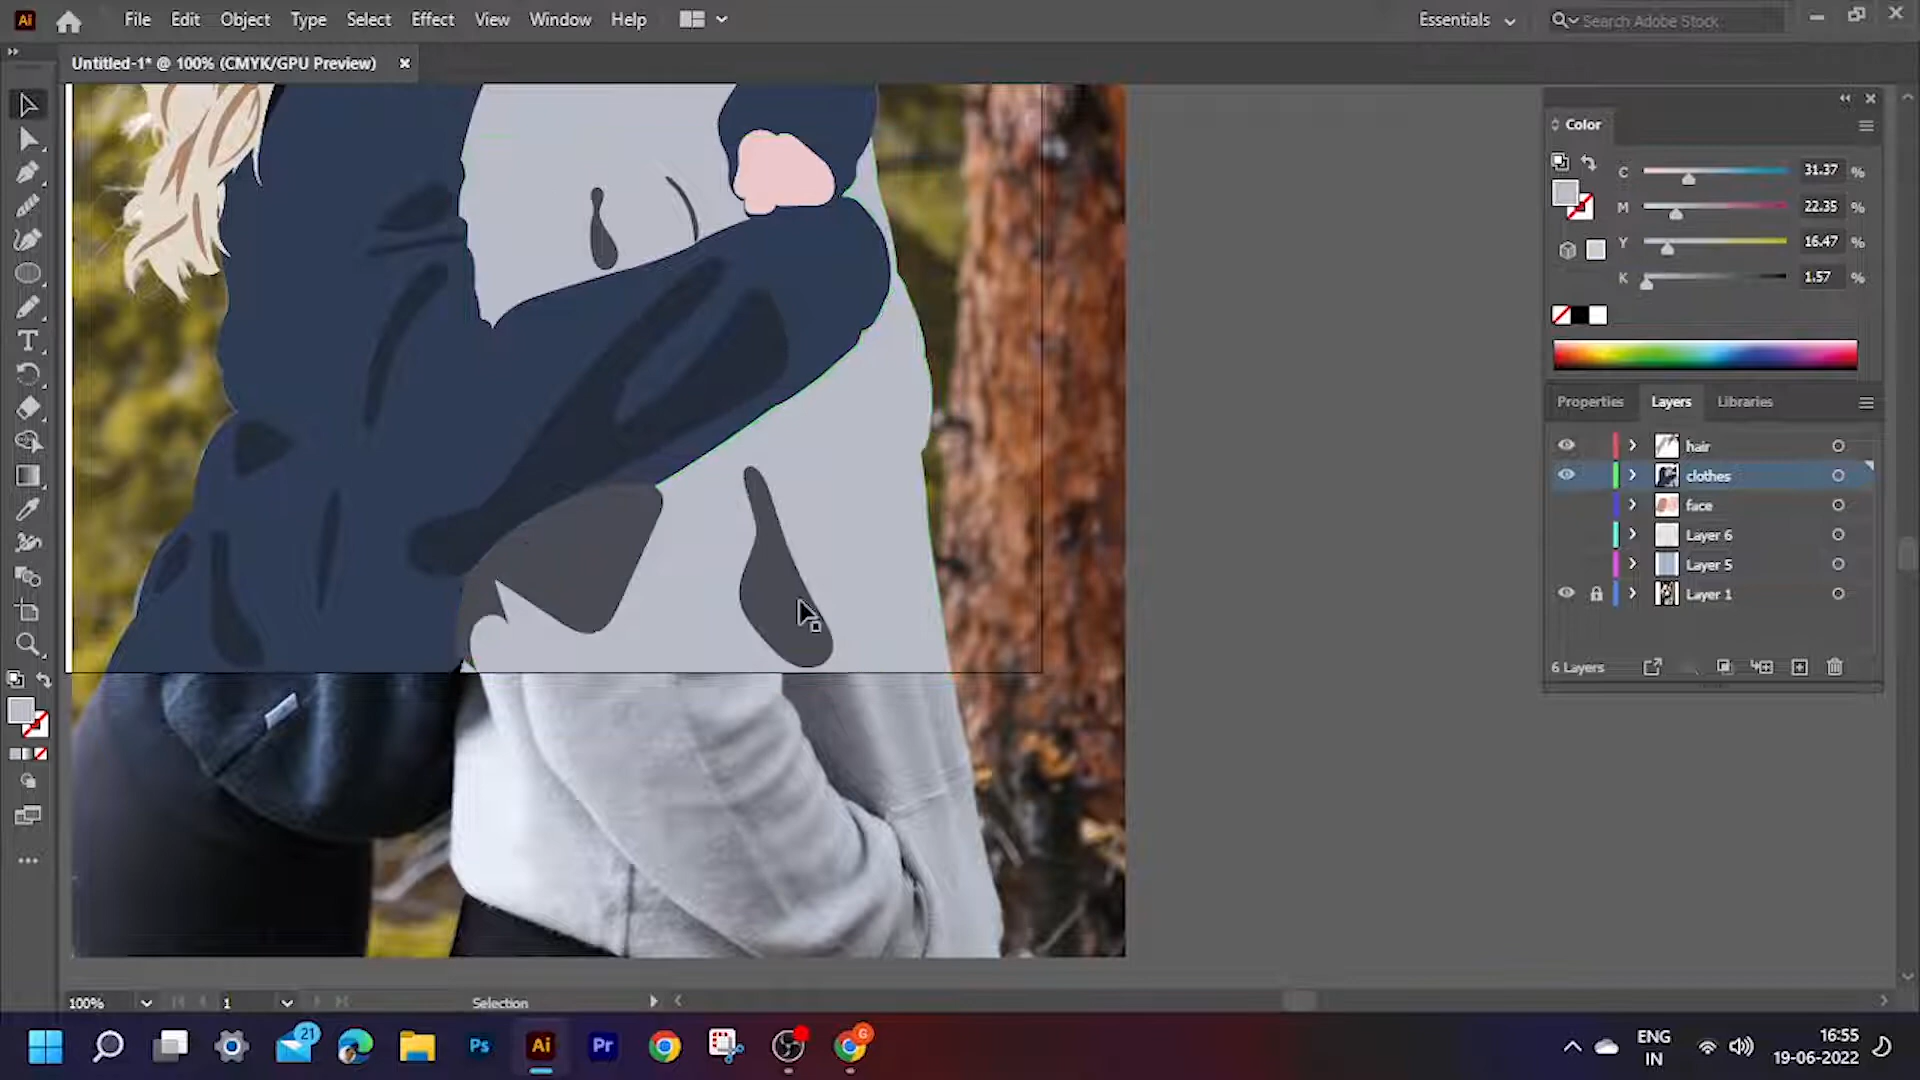 Ai File Edit Object Type Select Effect View Window Help Essentials Search Adobe Stock
Untitled-1* @ 100% (CMYK/GPU Preview)
Color
C 31.37 %
M 22.35 %
Y 16.47 %
K 1.57 %
Properties Layers Libraries
hair
clothes
face
Layer 6
Layer 5
Layer 1
6 Layers
T
100% 1 Selection
21 Ps Ai Pr G
ENG
IN
16:55
19-06-2022